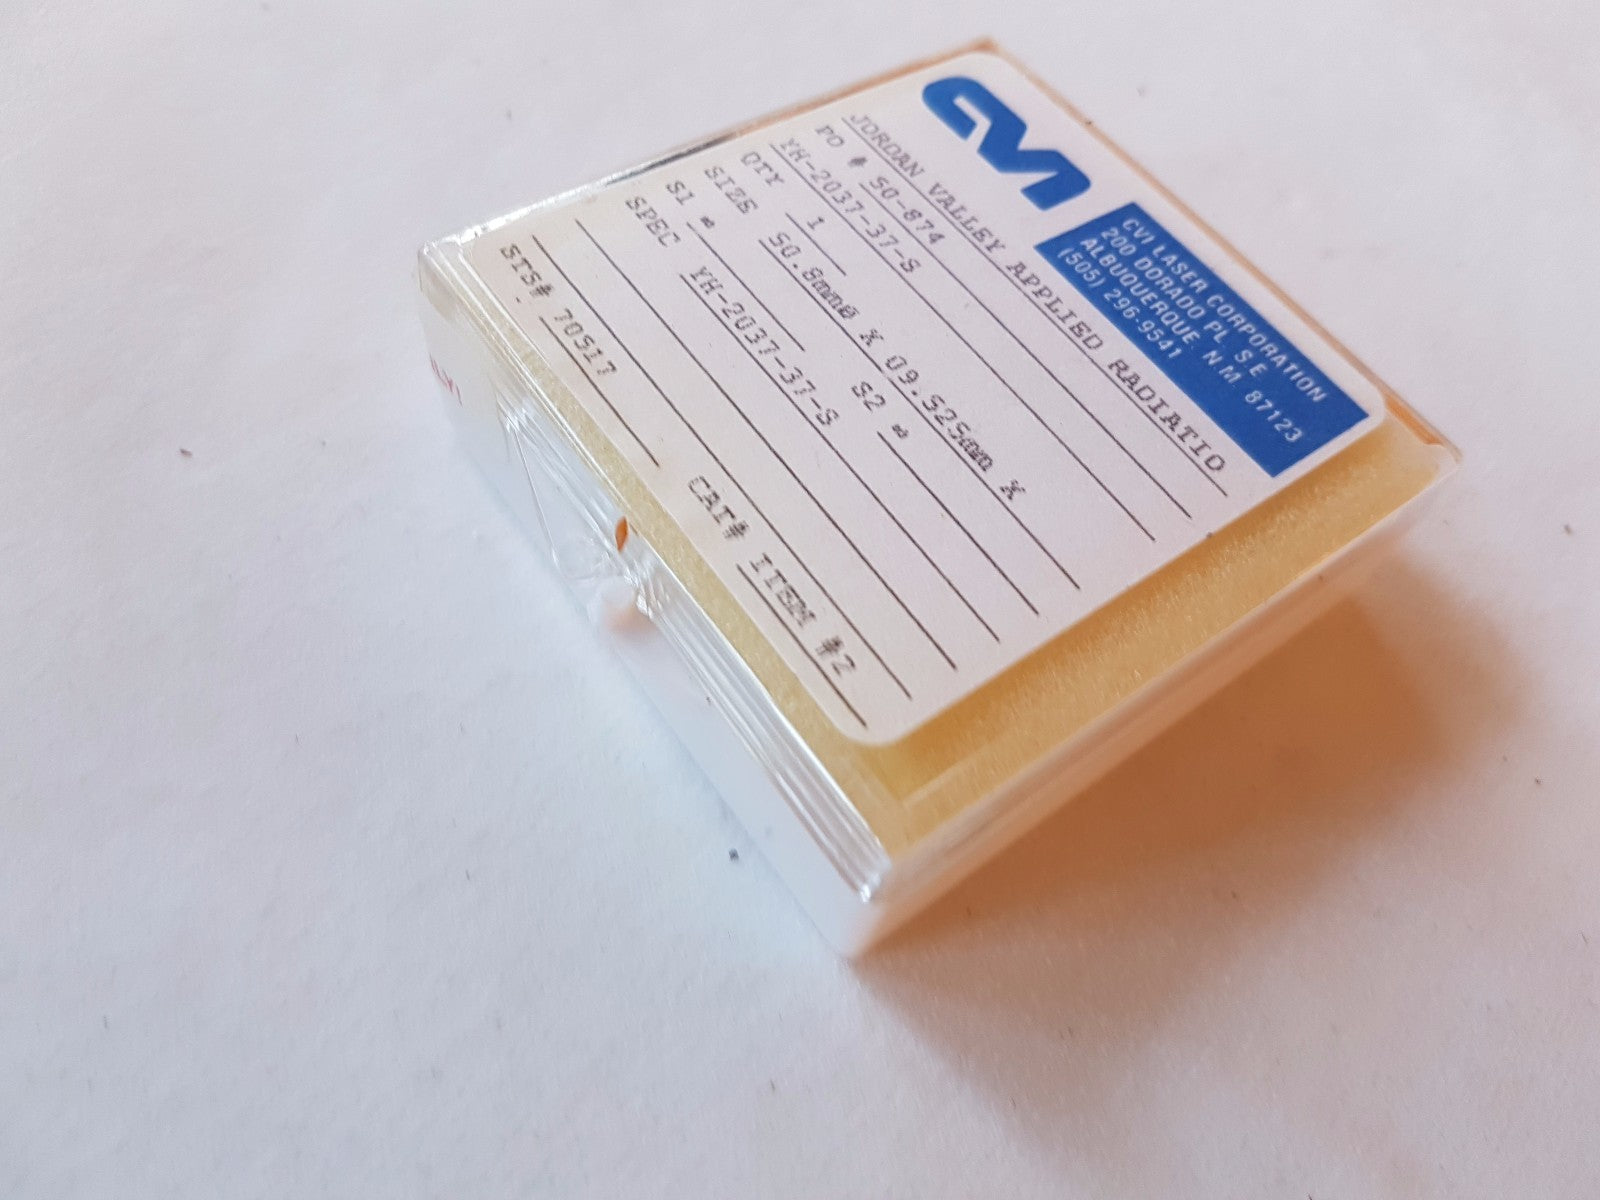 CVI
CVI LASER CORPORATION
200 DORADO PL. S.E.
ALBUQUERQUE, N.M. 87123
(505) 296-9541
JORDAN VALLEY APPLIED RADIATIO
PO # 50-874
YH-2037-37-S
QTY 1
SIZE 50.8mmØ X 09.525mm X
S1 ∞ S2 ∞
SPEC YH-2037-37-S
STS# 70517 CAT# ITEM #2